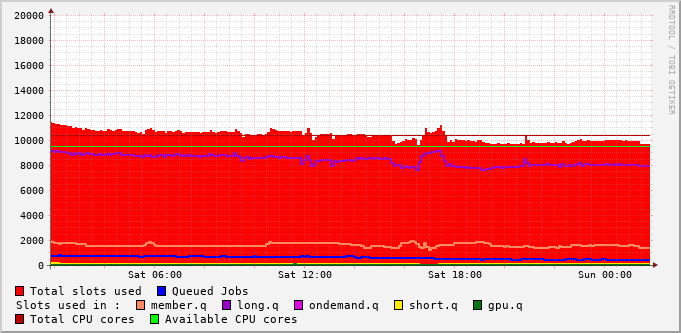 RRDTOOL / TOBI OETIKER
20000
18000
16000
14000
12000
10000
8000
6000
4000
2000
0
Sat 06:00 Sat 12:00 Sat 18:00 Sun 00:00
Total slots used Queued Jobs
Slots used in : member.q long.q ondemand.q short.q gpu.q
Total CPU cores Available CPU cores